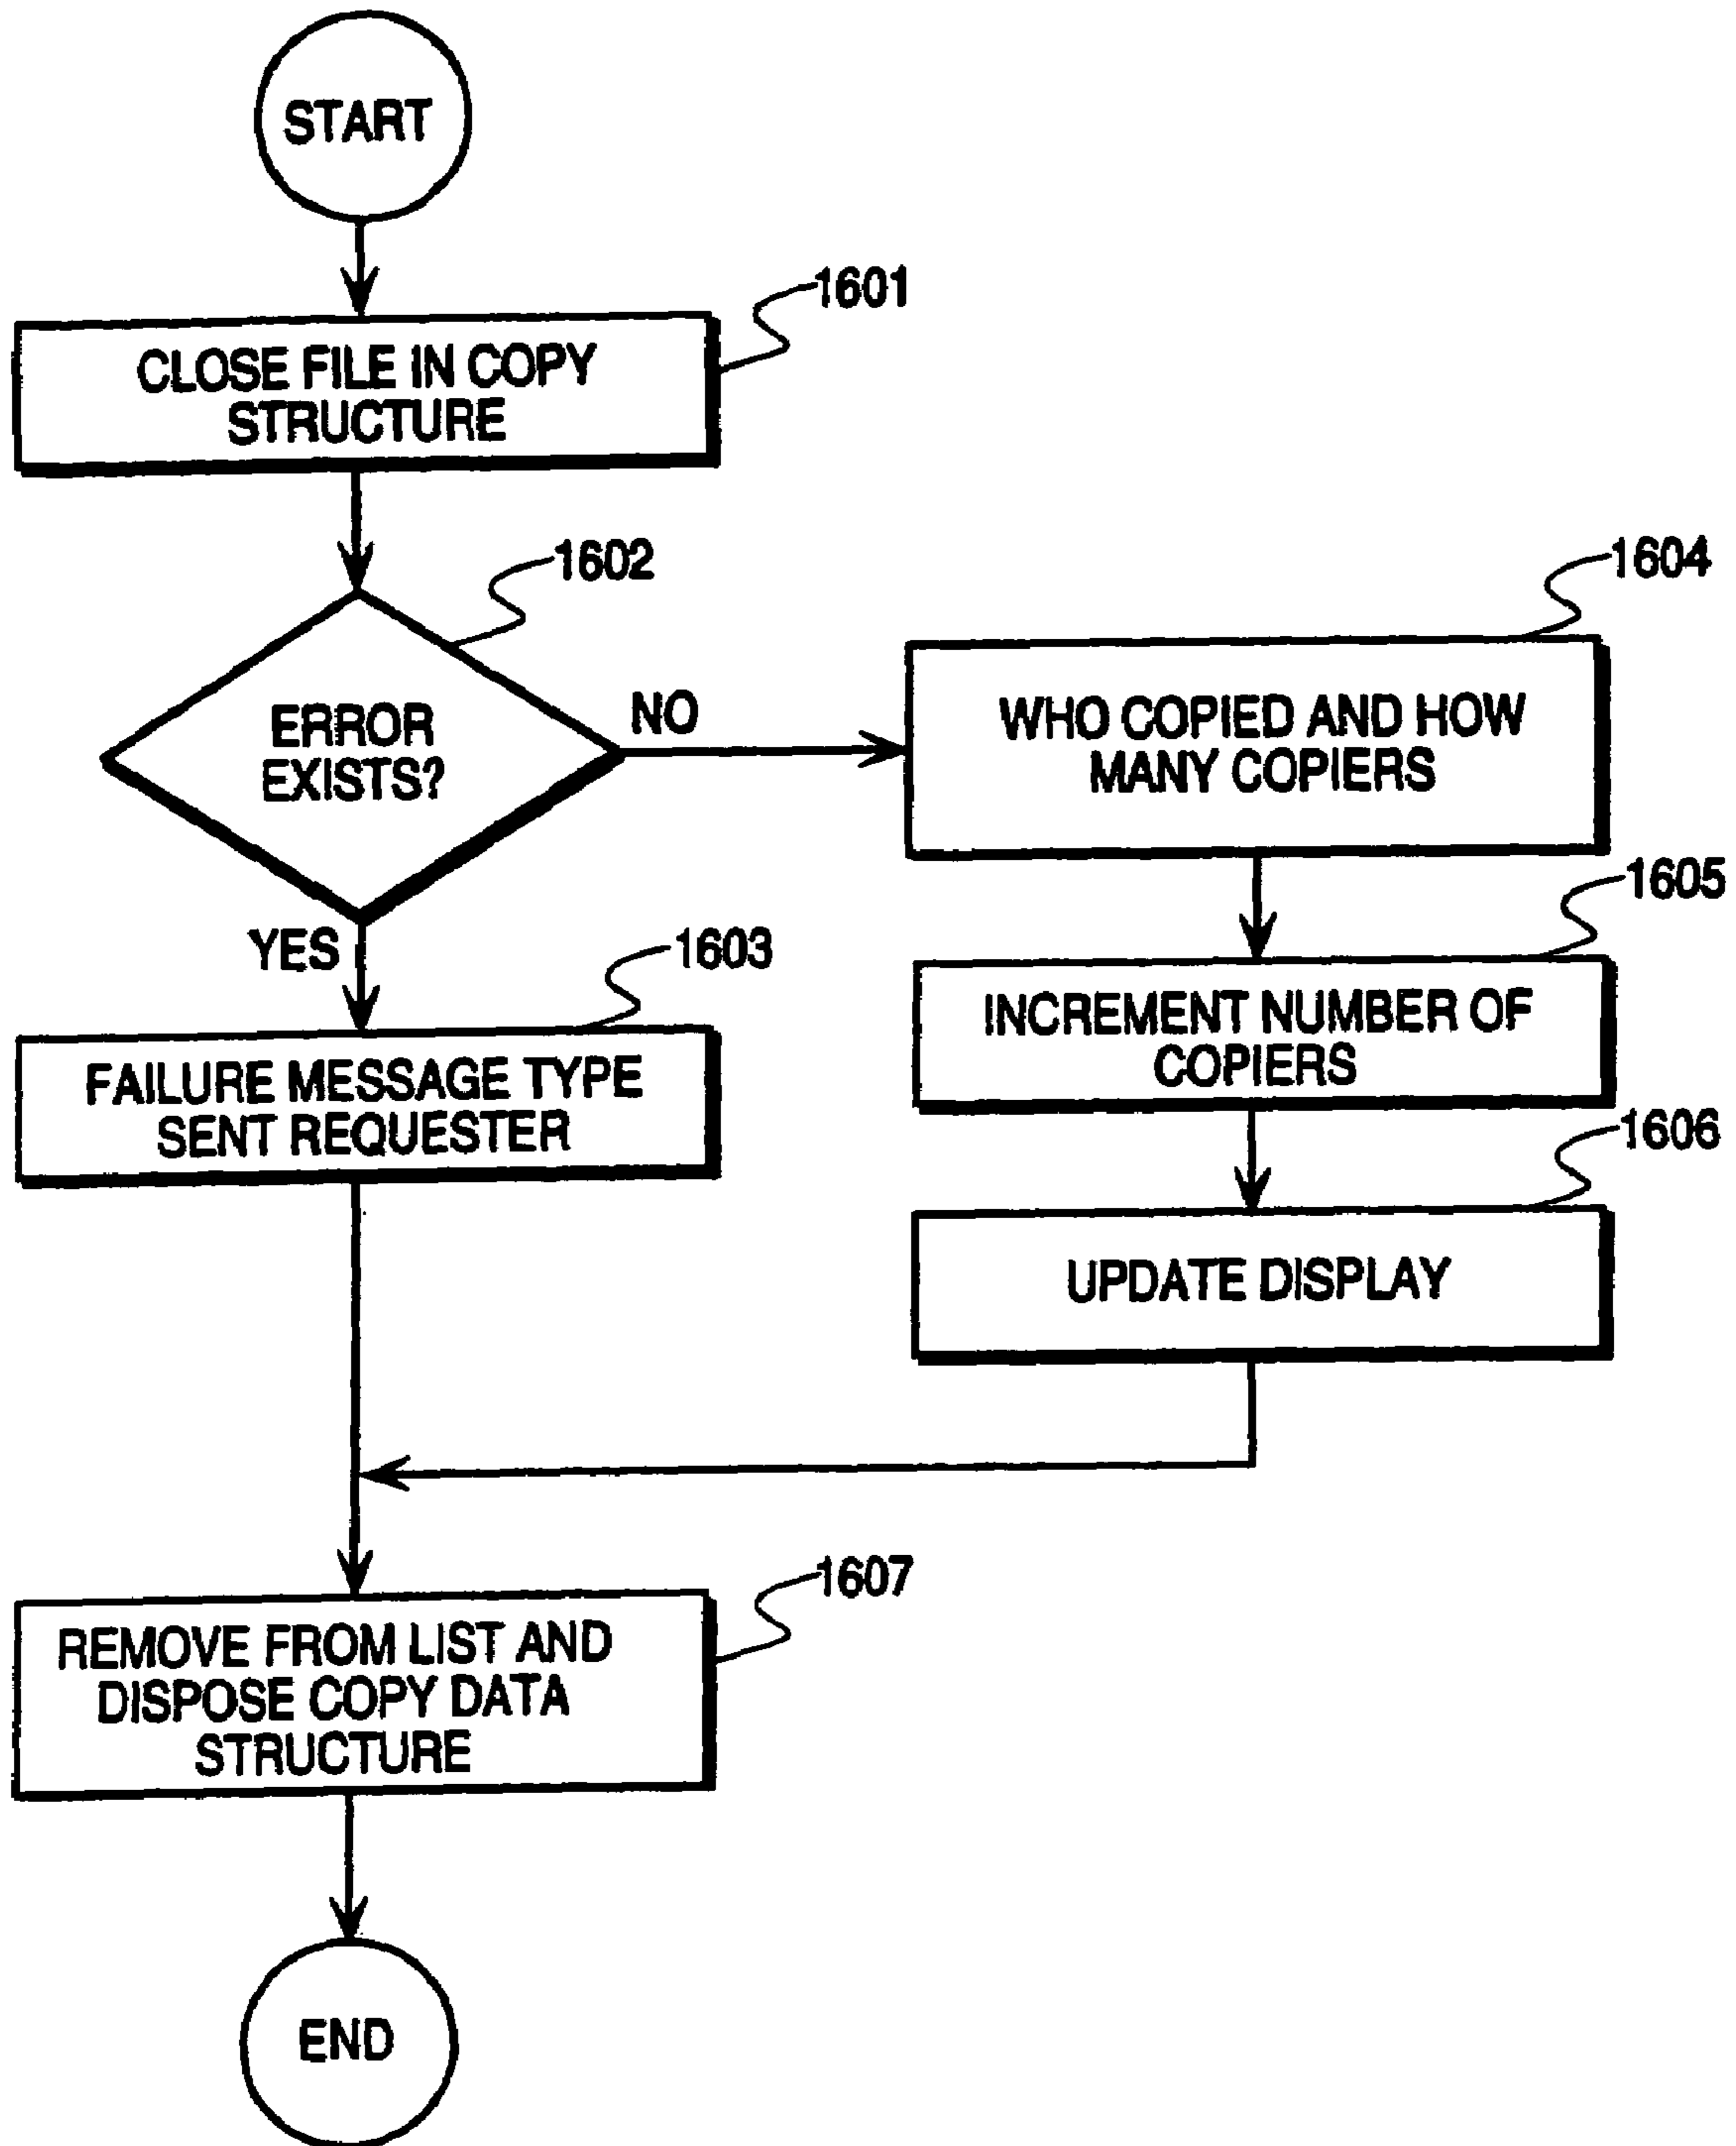 START
1601
CLOSE FILE IN COPY
STRUCTURE
1602
ERROR
EXISTS?
NO
YES
1604
WHO COPIED AND HOW
MANY COPIERS
1603
FAILURE MESSAGE TYPE
SENT REQUESTER
1605
INCREMENT NUMBER OF
COPIERS
1606
UPDATE DISPLAY
1607
REMOVE FROM LIST AND
DISPOSE COPY DATA
STRUCTURE
END